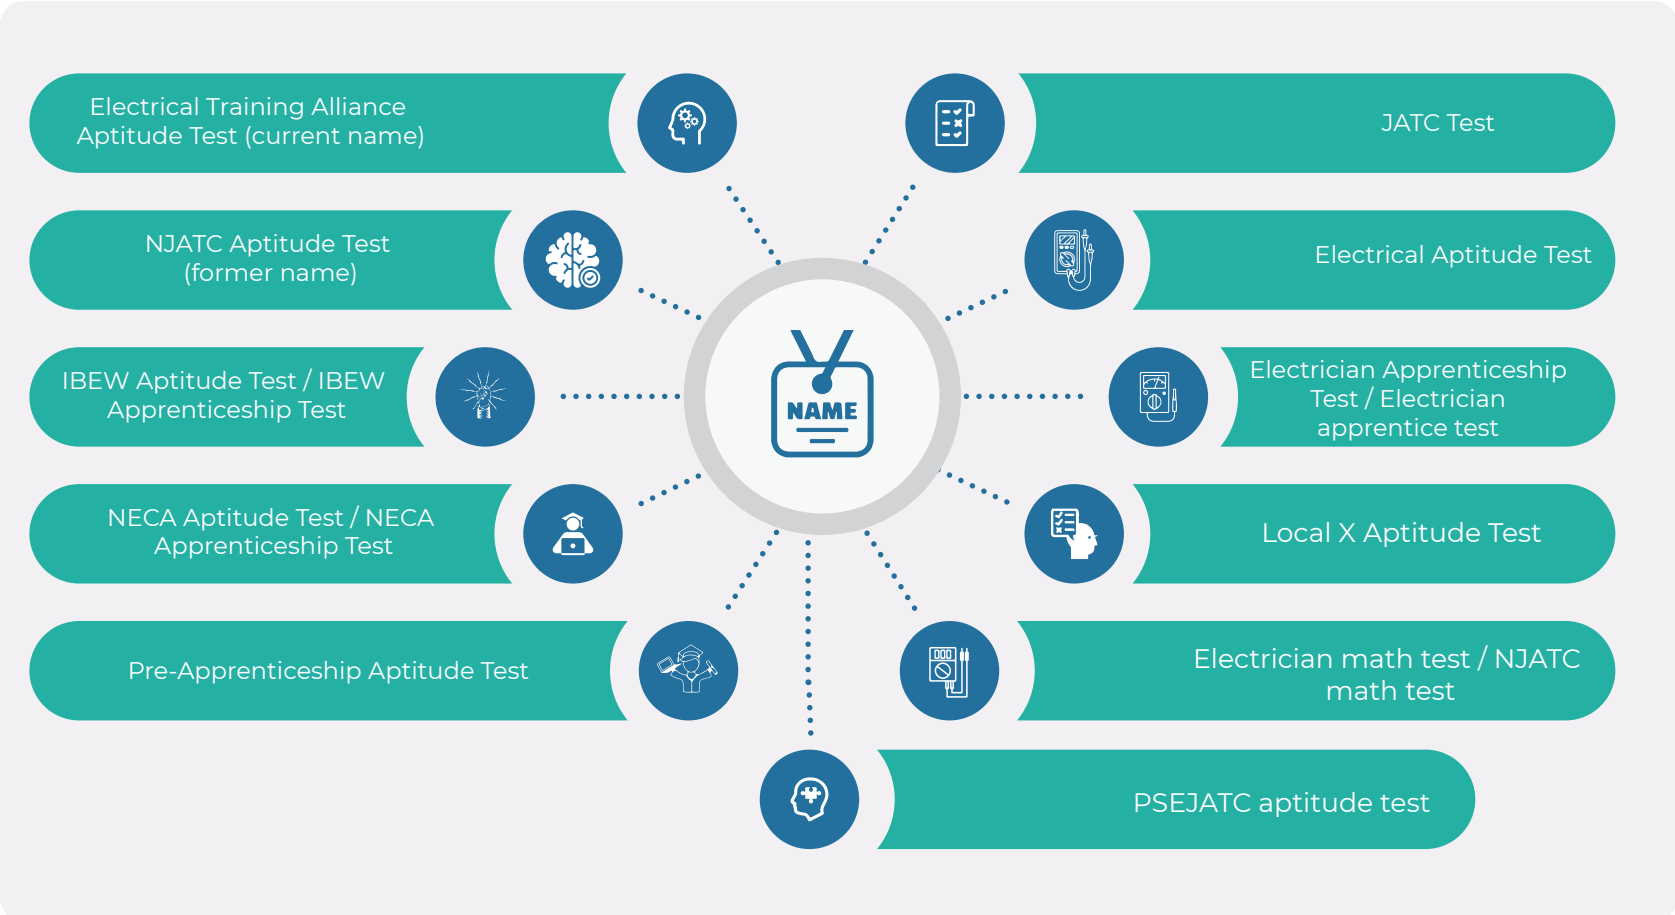 Electrical Training Alliance
Aptitude Test (current name)
JATC Test
NJATC Aptitude Test
(former name)
Electrical Aptitude Test
IBEW Aptitude Test / IBEW
Apprenticeship Test
NAME
Electrician Apprenticeship
Test / Electrician
apprentice test
NECA Aptitude Test / NECA
Apprenticeship Test
Local X Aptitude Test
Pre-Apprenticeship Aptitude Test
Electrician math test / NJATC
math test
PSEJATC aptitude test